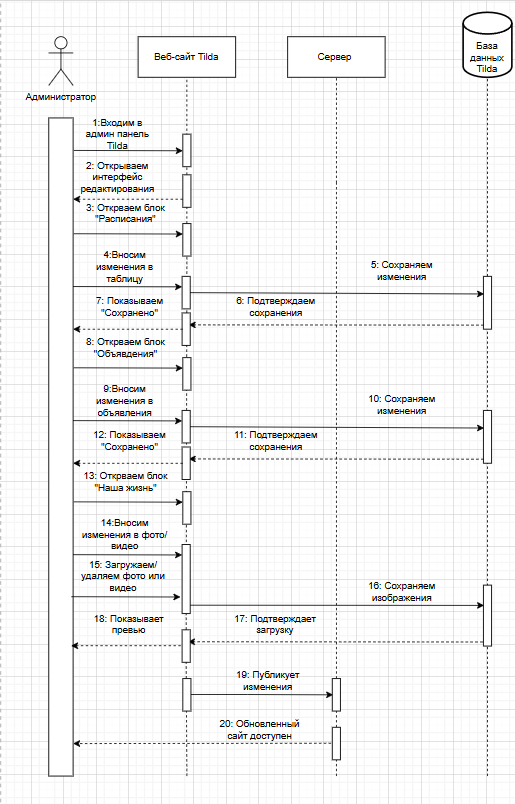 Веб-сайт Tilda
Сервер
База
данных
Tilda
Администратор
1:Входим в
админ панель
Tilda
2: Открываем
интерфейс
редактирования
3: Открваем блок
"Расписания"
4:Вносим
изменения в
таблицу
5: Сохраняем
изменения
6: Подтверждаем
сохранения
7: Показываем
"Сохранено"
8: Открваем блок
"Объявдения"
9:Вносим
изменения в
объявления
10: Сохраняем
изменения
11: Подтверждаем
сохранения
12: Показываем
"Сохранено"
13: Открваем блок
"Наша жизнь"
14:Вносим
изменения в фото/
видео
15: Загружаем/
удаляем фото или
видео
16: Сохраняем
изображения
17: Подтверждает
загрузку
18: Показывает
превью
19: Публикует
изменения
20: Обновленный
сайт доступен